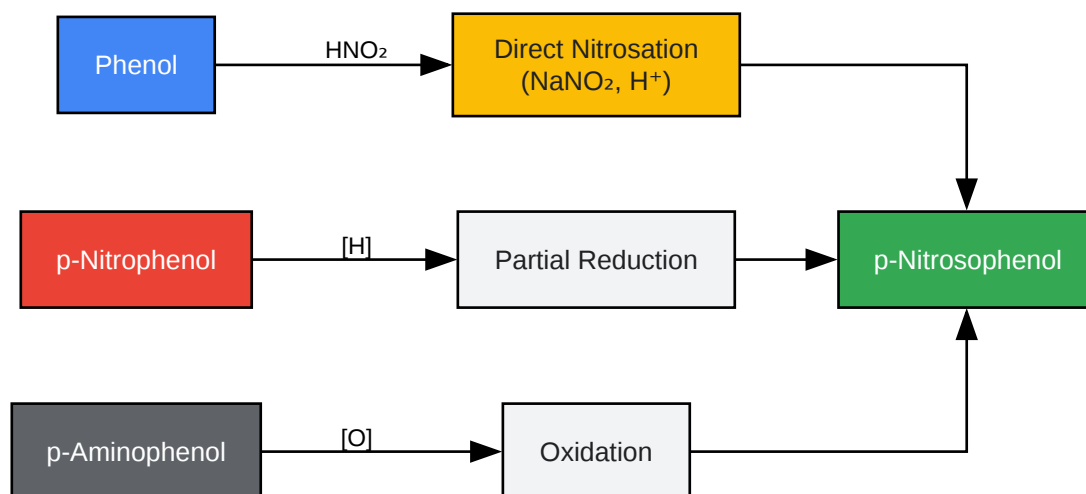 Phenol
HNO₂
Direct Nitrosation
(NaNO₂, H⁺)
p-Nitrophenol
[H]
Partial Reduction
p-Nitrosophenol
p-Aminophenol
[O]
Oxidation